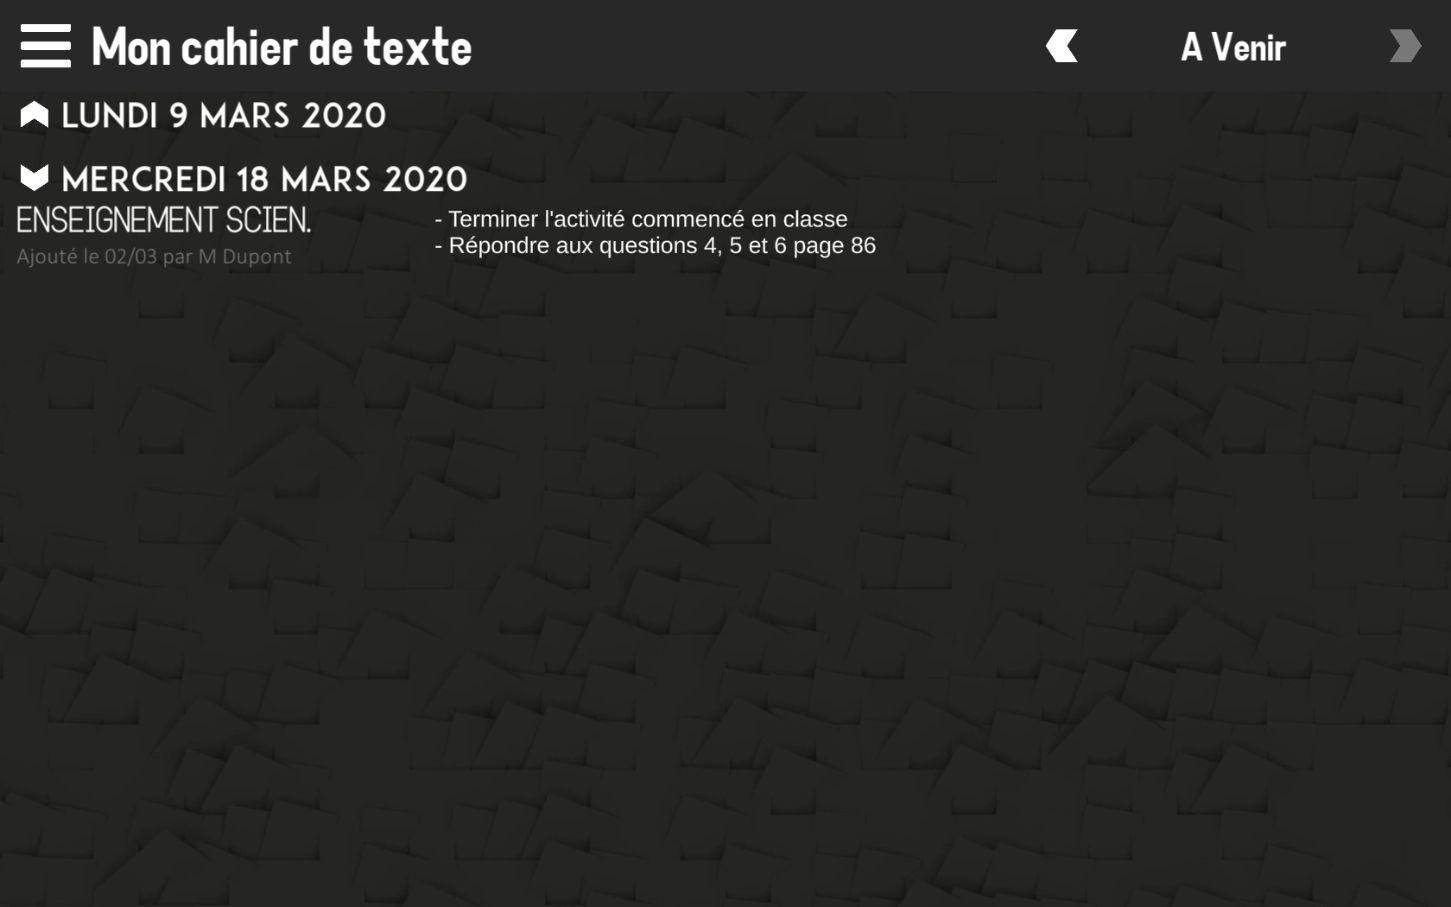 Mon cahier de texte
A Venir
LUNDI 9 MARS 2020
MERCREDI 18 MARS 2020
ENSEIGNEMENT SCIEN.
- Terminer l'activité commencé en classe
- Répondre aux questions 4, 5 et 6 page 86
Ajouté le 02/03 par M Dupont